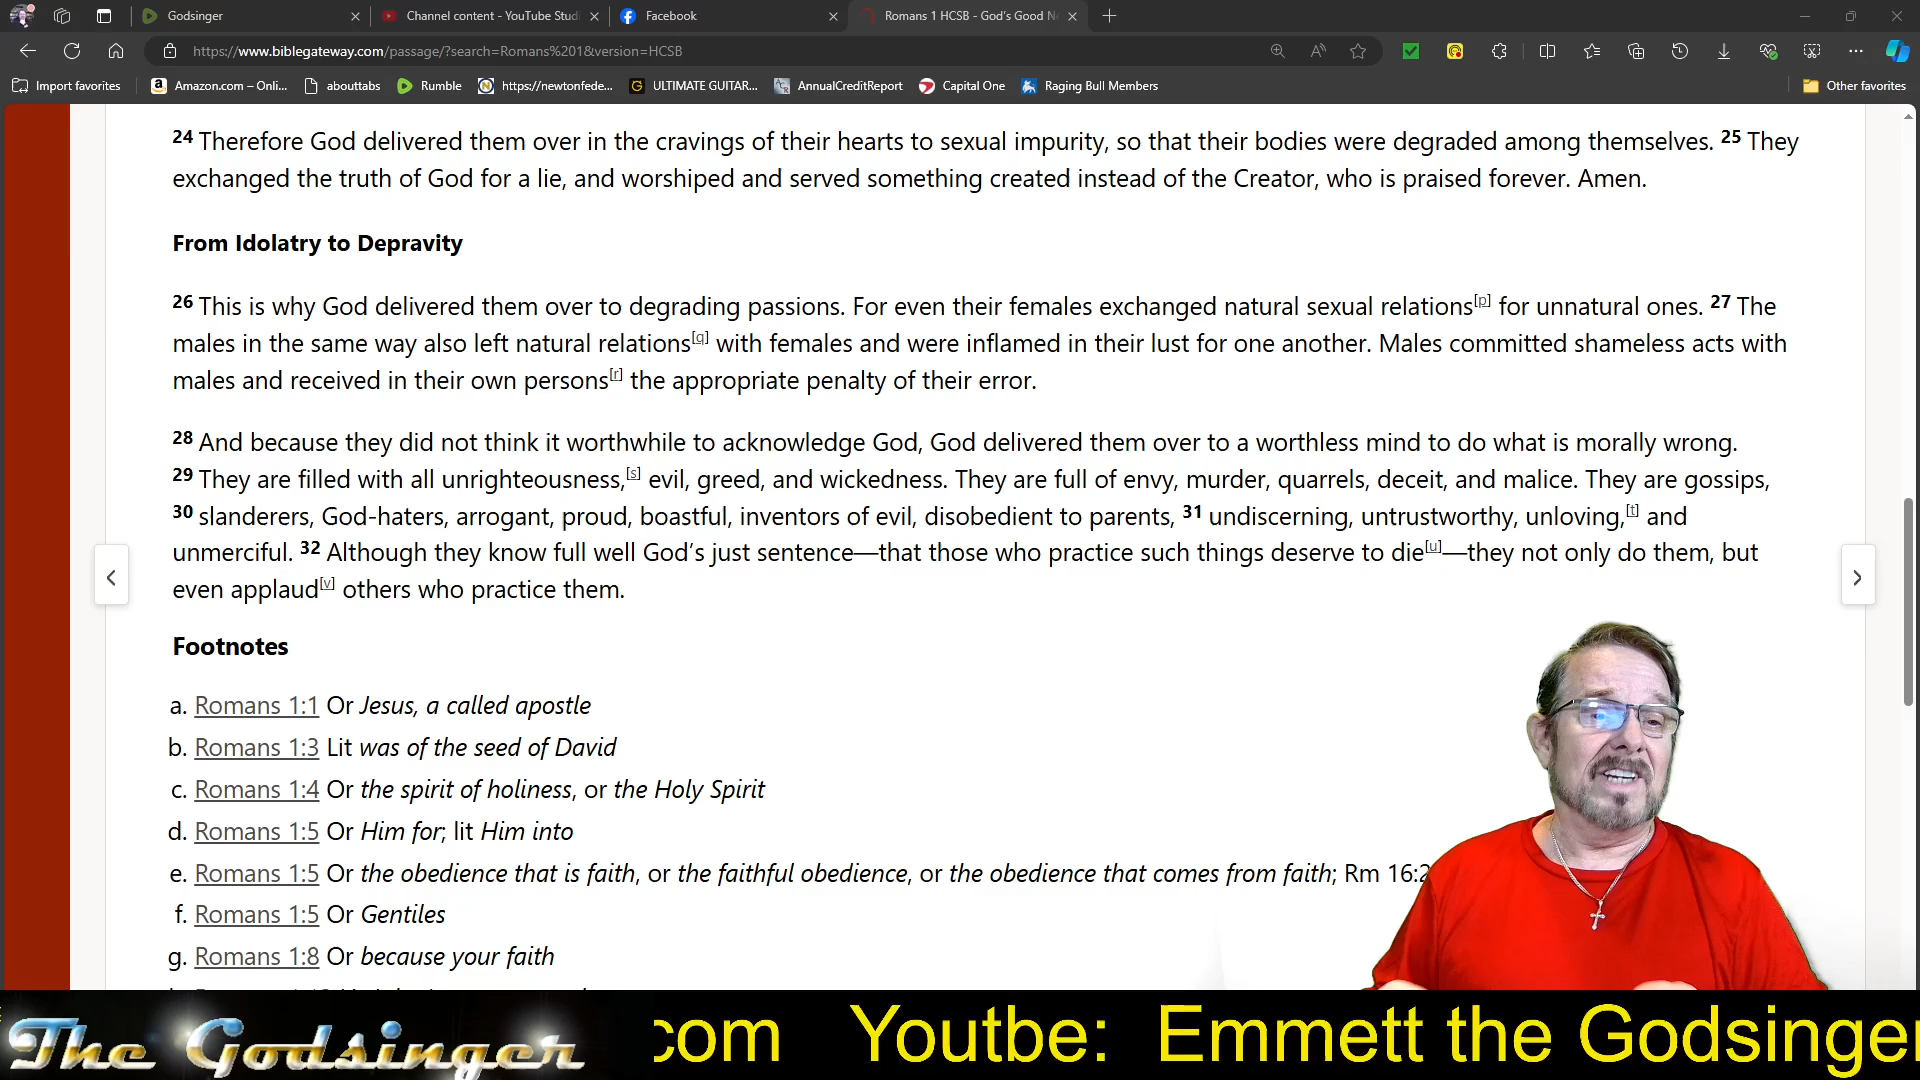 Godsinger
Channel content - YouTube Studi
Facebook
Romans 1 HCSB - God's Good Ne
https://www.biblegateway.com/passage/?search=Romans%201&version=HCSB
Import favorites
Amazon.com – Onli...
abouttabs
Rumble
https://newtonfede...
ULTIMATE GUITAR...
AnnualCreditReport
Capital One
Raging Bull Members
Other favorites
24 Therefore God delivered them over in the cravings of their hearts to sexual impurity, so that their bodies were degraded among themselves. 25 They
exchanged the truth of God for a lie, and worshiped and served something created instead of the Creator, who is praised forever. Amen.
From Idolatry to Depravity
26 This is why God delivered them over to degrading passions. For even their females exchanged natural sexual relations[p] for unnatural ones. 27 The
males in the same way also left natural relations[q] with females and were inflamed in their lust for one another. Males committed shameless acts with
males and received in their own persons[r] the appropriate penalty of their error.
28 And because they did not think it worthwhile to acknowledge God, God delivered them over to a worthless mind to do what is morally wrong.
29 They are filled with all unrighteousness,[s] evil, greed, and wickedness. They are full of envy, murder, quarrels, deceit, and malice. They are gossips,
30 slanderers, God-haters, arrogant, proud, boastful, inventors of evil, disobedient to parents, 31 undiscerning, untrustworthy, unloving,[t] and
unmerciful. 32 Although they know full well God's just sentence—that those who practice such things deserve to die[u]—they not only do them, but
even applaud[v] others who practice them.
Footnotes
a. Romans 1:1 Or Jesus, a called apostle
b. Romans 1:3 Lit was of the seed of David
c. Romans 1:4 Or the spirit of holiness, or the Holy Spirit
d. Romans 1:5 Or Him for; lit Him into
e. Romans 1:5 Or the obedience that is faith, or the faithful obedience, or the obedience that comes from faith; Rm 16:2
f. Romans 1:5 Or Gentiles
g. Romans 1:8 Or because your faith
The Godsinger
com Youtbe: Emmett the Godsinger